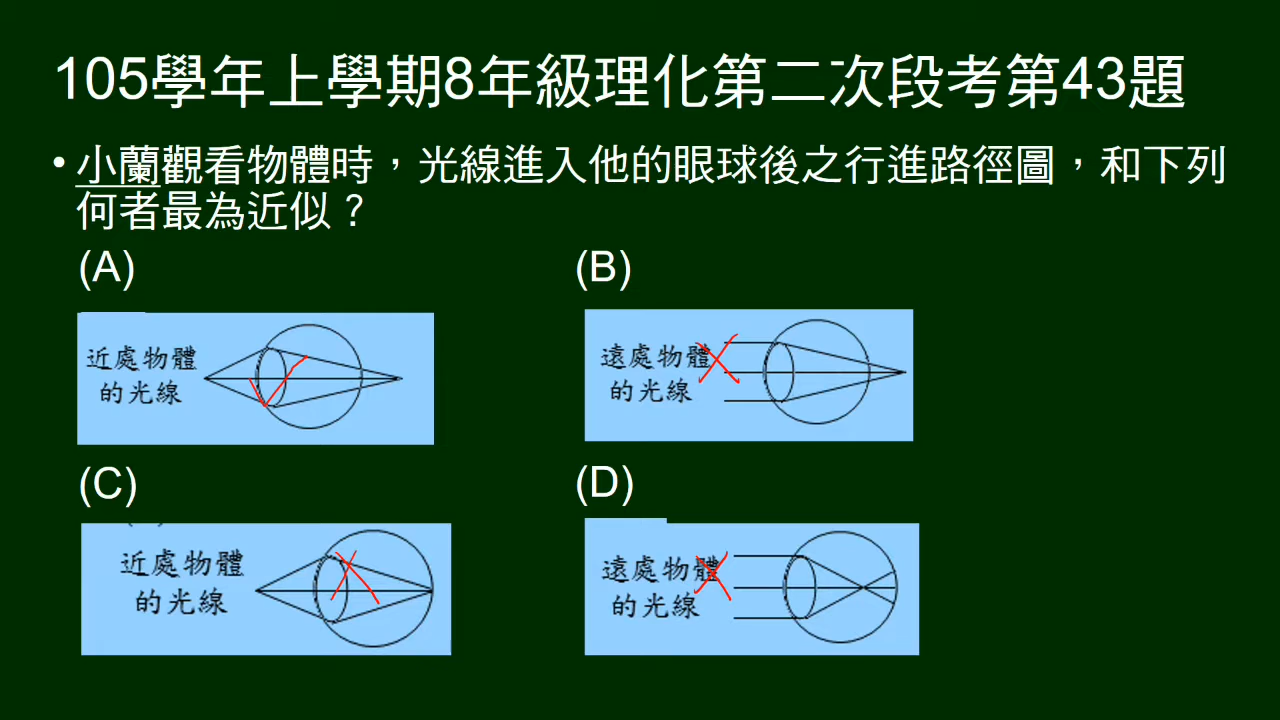 105學年上學期8年級理化第二次段考第43題
• 小蘭觀看物體時，光線進入他的眼球後之行進路徑圖，和下列
何者最為近似？
(A)
(B)
近處物體
的光線
遠處物體
的光線
(C)
(D)
近處物體
的光線
遠處物體
的光線